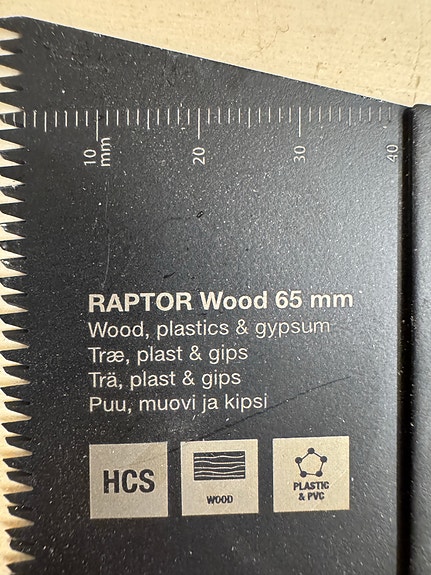 10 mm 20 30 40
RAPTOR Wood 65 mm
Wood, plastics & gypsum
Træ, plast & gips
Trä, plast & gips
Puu, muovi ja kipsi
HCS
WOOD
PLASTIC
& PVC